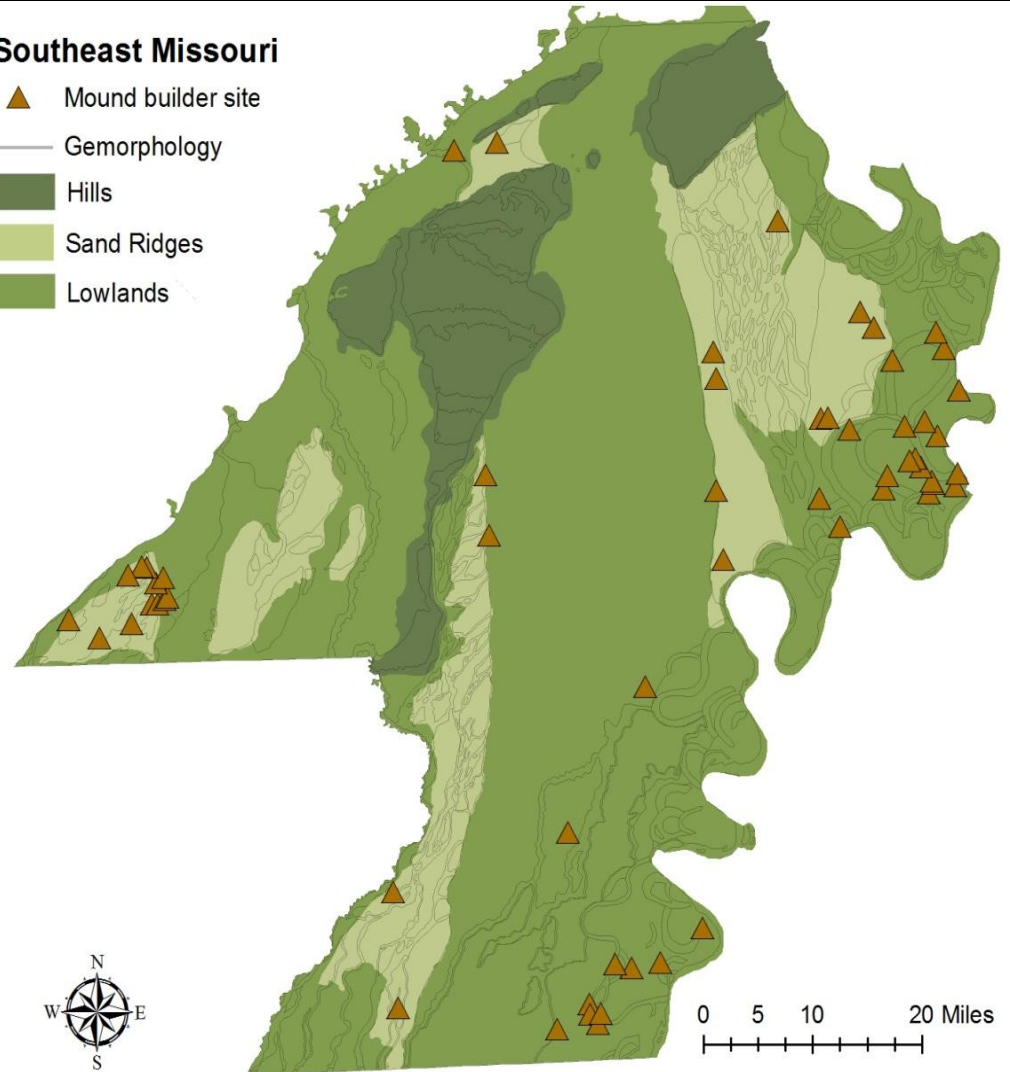 Southeast Missouri
Mound builder site
Gemorphology
Hills
Sand Ridges
Lowlands
N
W E
S
0 5 10 20 Miles